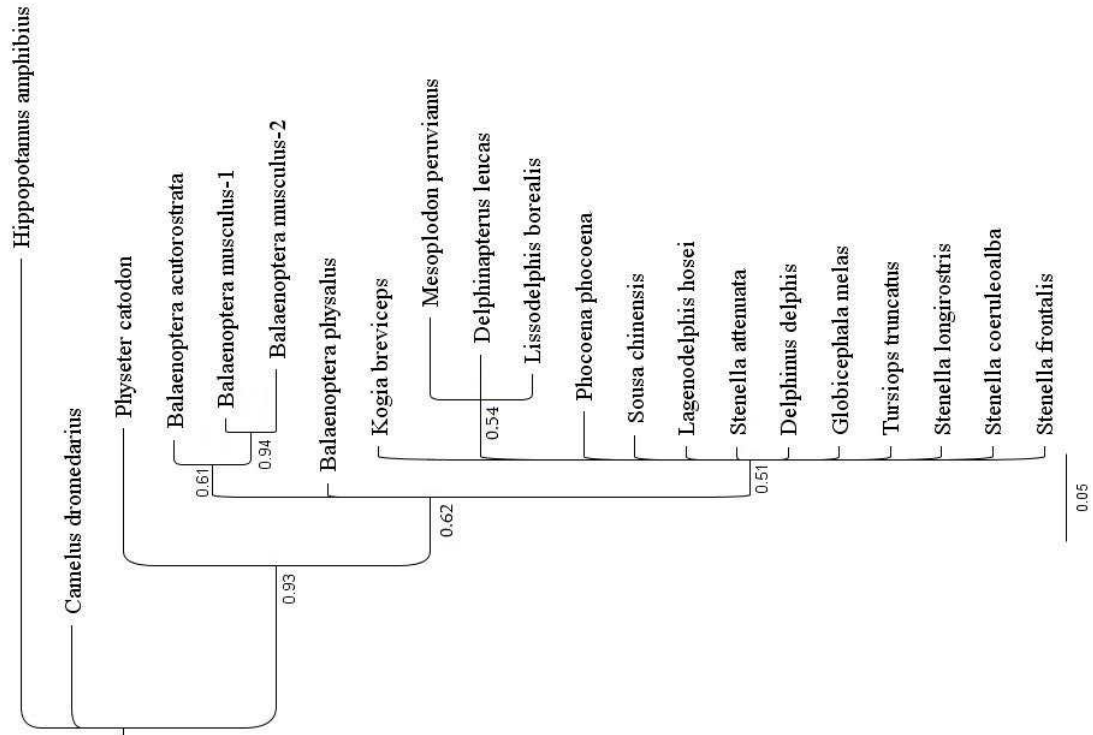 Hippopotamus amphibius
Camelus dromedarius
Physeter catodon
Balaenoptera acutorostrata
Balaenoptera musculus-1
Balaenoptera musculus-2
Balaenoptera physalus
Kogia breviceps
Mesoplodon peruvianus
Delphinapterus leucas
Lissodelphis borealis
Phocoena phocoena
Sousa chinensis
Lagenodelphis hosei
Stenella attenuata
Delphinus delphis
Globicephala melas
Tursiops truncatus
Stenella longirostris
Stenella coeruleoalba
Stenella frontalis
0.61
0.94
0.54
0.51
0.62
0.93
0.05